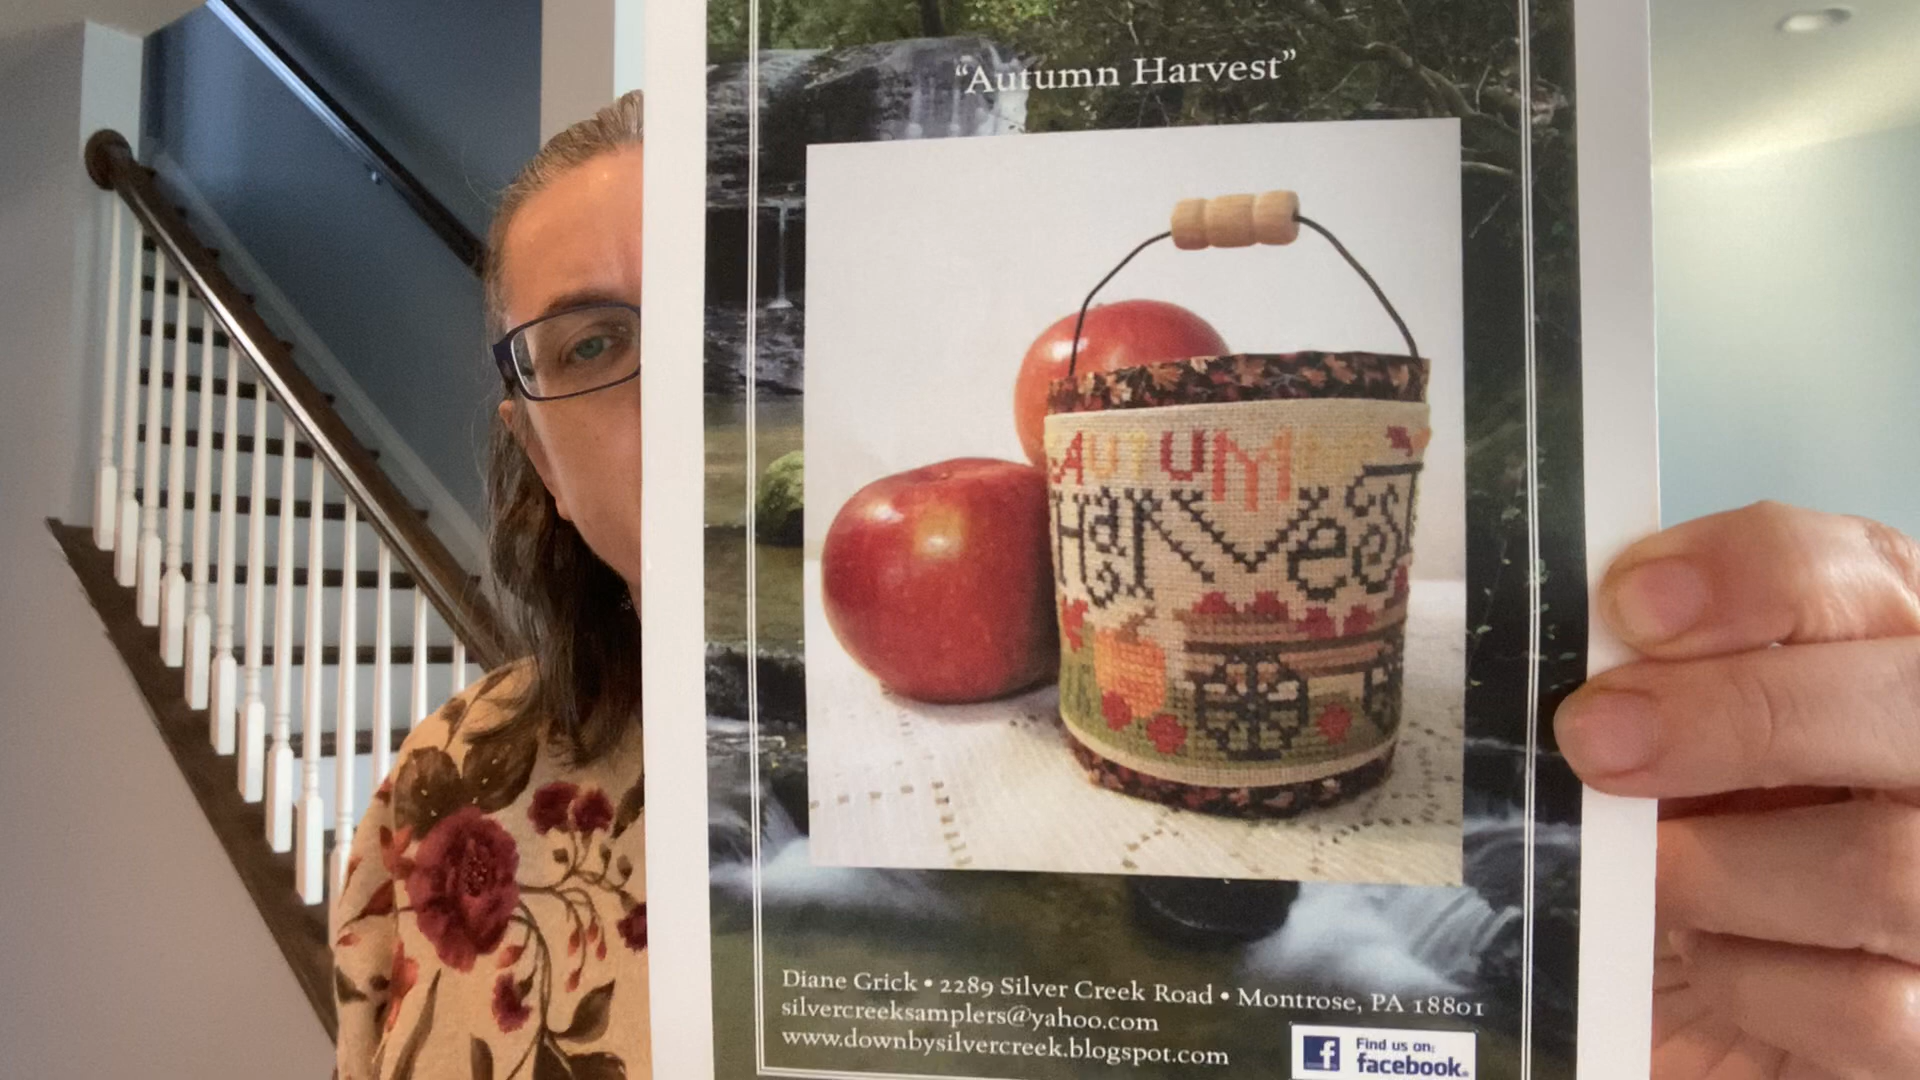 “Autumn Harvest”
AUTUMN
Harvest
Diane Grick • 2289 Silver Creek Road • Montrose, PA 18801
silvercreeksamplers@yahoo.com
www.downbysilvercreek.blogspot.com
f Find us on:
facebook®